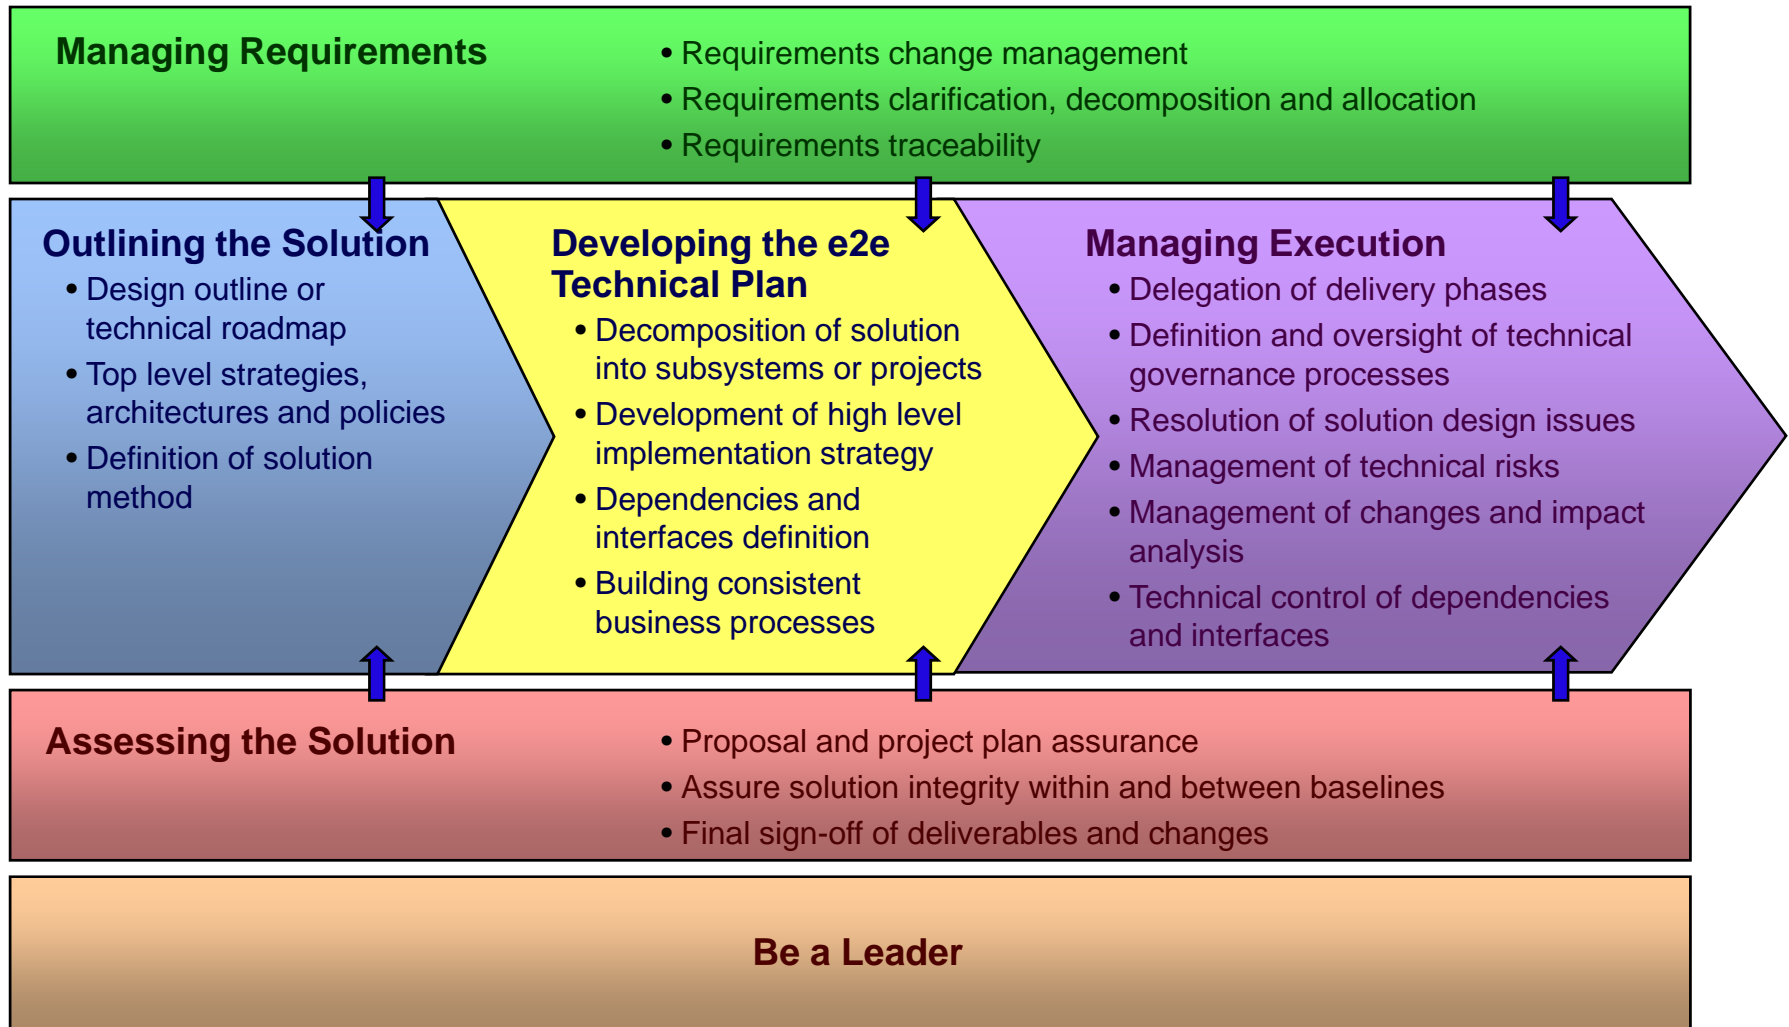 Managing Requirements
• Requirements change management
• Requirements clarification, decomposition and allocation
• Requirements traceability
Outlining the Solution
• Design outline or
technical roadmap
• Top level strategies,
architectures and policies
• Definition of solution
method
Developing the e2e
Technical Plan
• Decomposition of solution
into subsystems or projects
• Development of high level
implementation strategy
• Dependencies and
interfaces definition
• Building consistent
business processes
Managing Execution
• Delegation of delivery phases
• Definition and oversight of technical
governance processes
• Resolution of solution design issues
• Management of technical risks
• Management of changes and impact
analysis
• Technical control of dependencies
and interfaces
Assessing the Solution
• Proposal and project plan assurance
• Assure solution integrity within and between baselines
• Final sign-off of deliverables and changes
Be a Leader